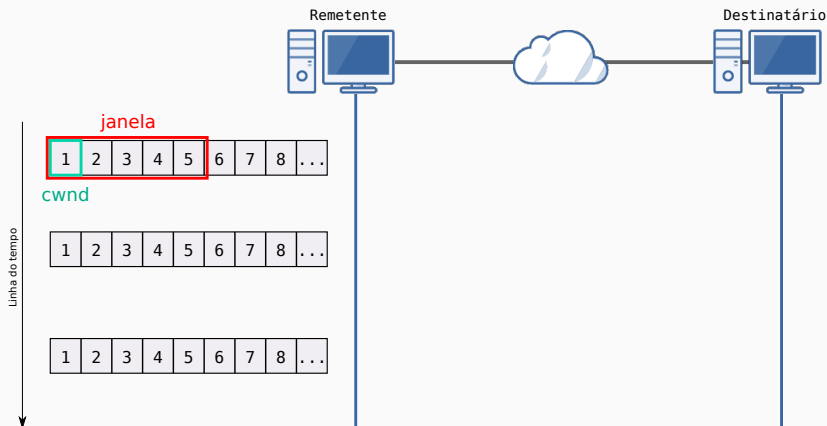 Remetente
Destinatário
janela
1 2 3 4 5 6 7 8 ...
cwnd
Linha do tempo
1 2 3 4 5 6 7 8 ...
1 2 3 4 5 6 7 8 ...